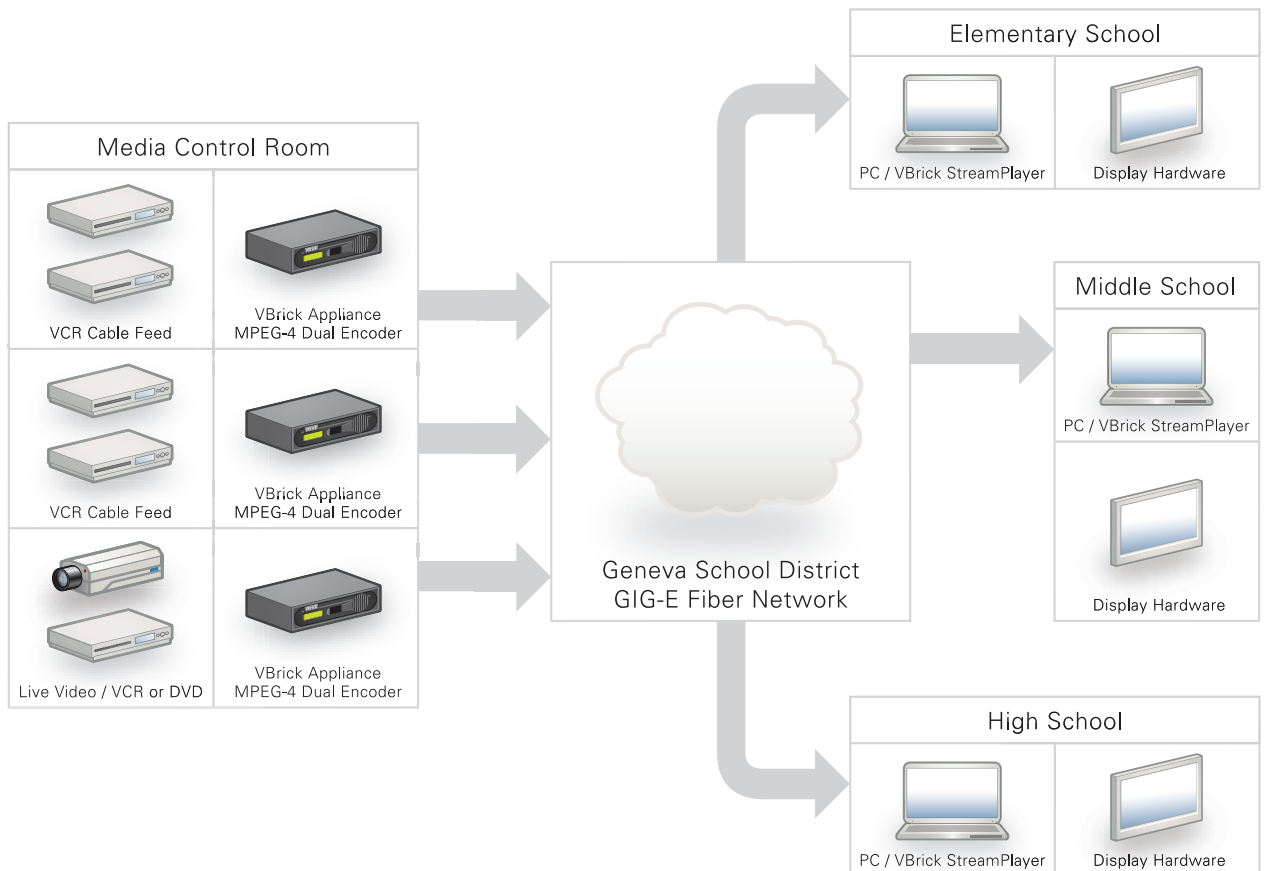 Media Control Room
VCR Cable Feed
VBrick Appliance
MPEG-4 Dual Encoder
VCR Cable Feed
VBrick Appliance
MPEG-4 Dual Encoder
Live Video / VCR or DVD
VBrick Appliance
MPEG-4 Dual Encoder
Geneva School District
GIG-E Fiber Network
Elementary School
PC / VBrick StreamPlayer
Display Hardware
Middle School
PC / VBrick StreamPlayer
Display Hardware
High School
PC / VBrick StreamPlayer
Display Hardware